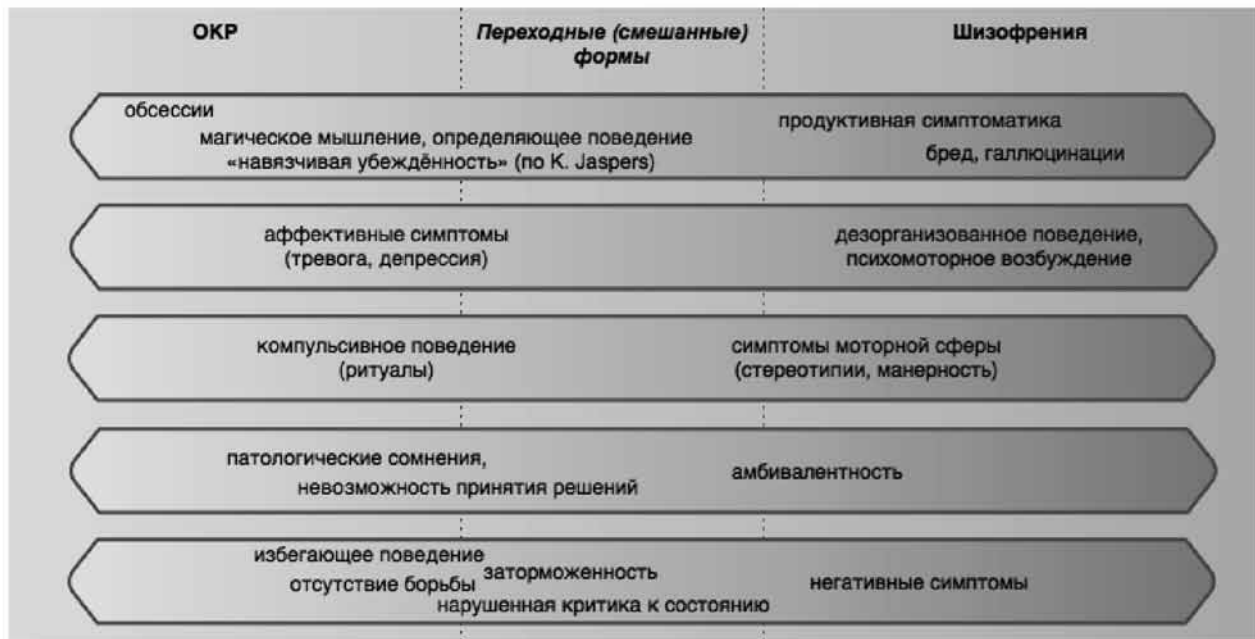 ОКР
Переходные (смешанные)
формы
Шизофрения
обсессии
магическое мышление, определяющее поведение
«навязчивая убеждённость» (по K. Jaspers)
продуктивная симптоматика
бред, галлюцинации
аффективные симптомы
(тревога, депрессия)
дезорганизованное поведение,
психомоторное возбуждение
компульсивное поведение
(ритуалы)
симптомы моторной сферы
(стереотипии, манерность)
патологические сомнения,
невозможность принятия решений
амбивалентность
избегающее поведение
отсутствие борьбы
заторможенность
нарушенная критика к состоянию
негативные симптомы